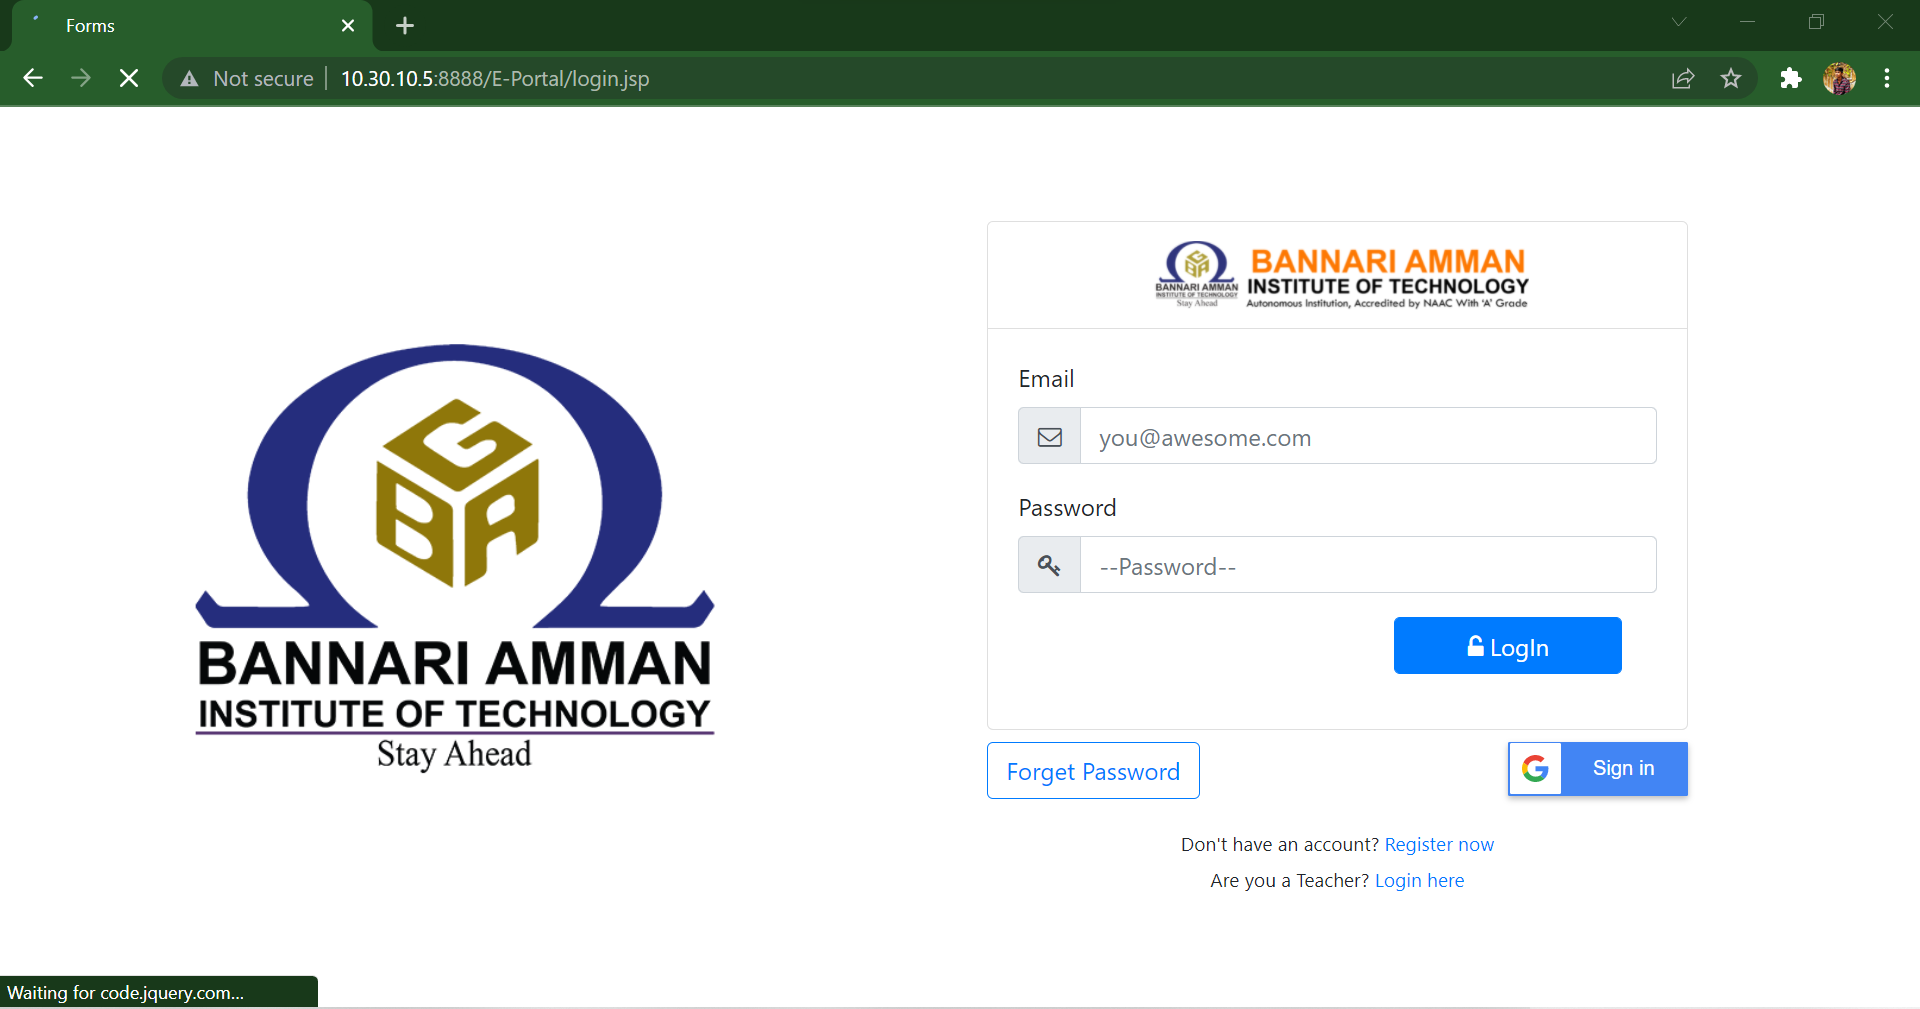 Forms
Not secure
10.30.10.5:8888/E-Portal/login.jsp
GBA
BANNARI AMMAN
INSTITUTE OF TECHNOLOGY
Stay Ahead
GBA
BANNARI AMMAN
INSTITUTE OF TECHNOLOGY
Stay Ahead
BANNARI AMMAN
INSTITUTE OF TECHNOLOGY
Autonomous Institution, Accredited by NAAC With 'A' Grade
Email
you@awesome.com
Password
--Password--
LogIn
Forget Password
G Sign in
Don't have an account? Register now
Are you a Teacher? Login here
Waiting for code.jquery.com...